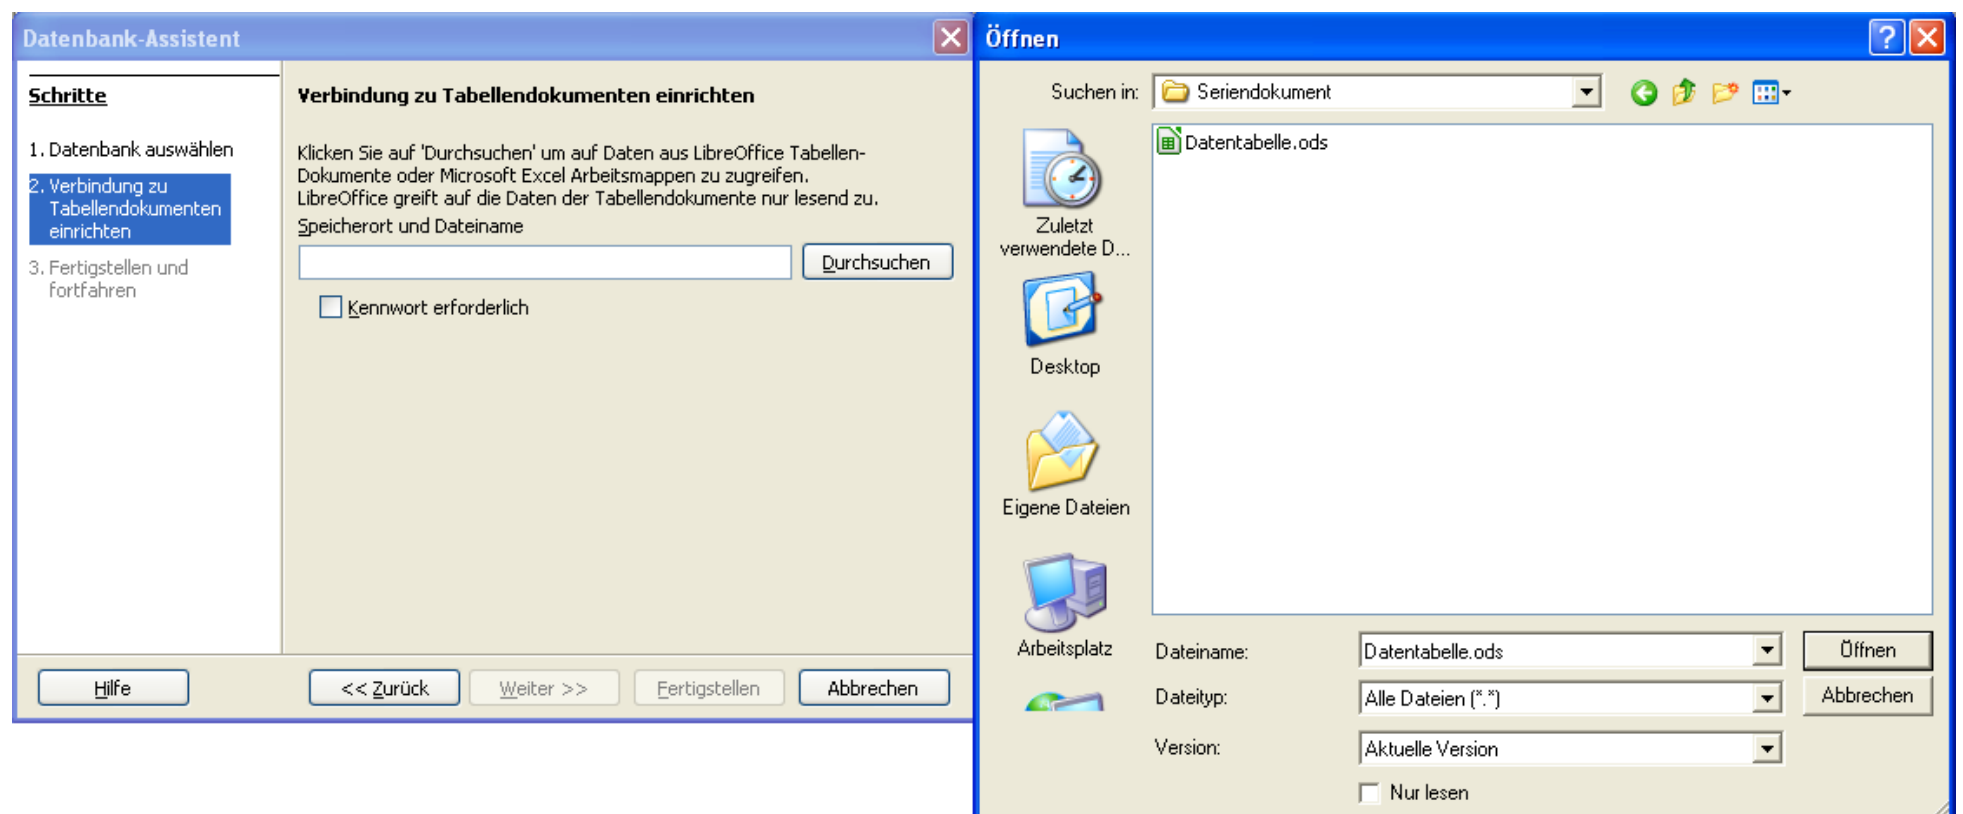 Datenbank-Assistent
Schritte
1. Datenbank auswählen
2. Verbindung zu
Tabellendokumenten
einrichten
3. Fertigstellen und
fortfahren
Verbindung zu Tabellendokumenten einrichten
Klicken Sie auf 'Durchsuchen' um auf Daten aus LibreOffice Tabellen-
Dokumente oder Microsoft Excel Arbeitsmappen zu zugreifen.
LibreOffice greift auf die Daten der Tabellendokumente nur lesend zu.
Speicherort und Dateiname
Durchsuchen
Kennwort erforderlich
Hilfe
<< Zurück
Weiter >>
Fertigstellen
Abbrechen
Öffnen
Suchen in:
Seriendokument
Datentabelle.ods
Zuletzt
verwendete D...
Desktop
Eigene Dateien
Arbeitsplatz
Dateiname:
Datentabelle.ods
Öffnen
Dateityp:
Alle Dateien (*.*)
Abbrechen
Version:
Aktuelle Version
Nur lesen